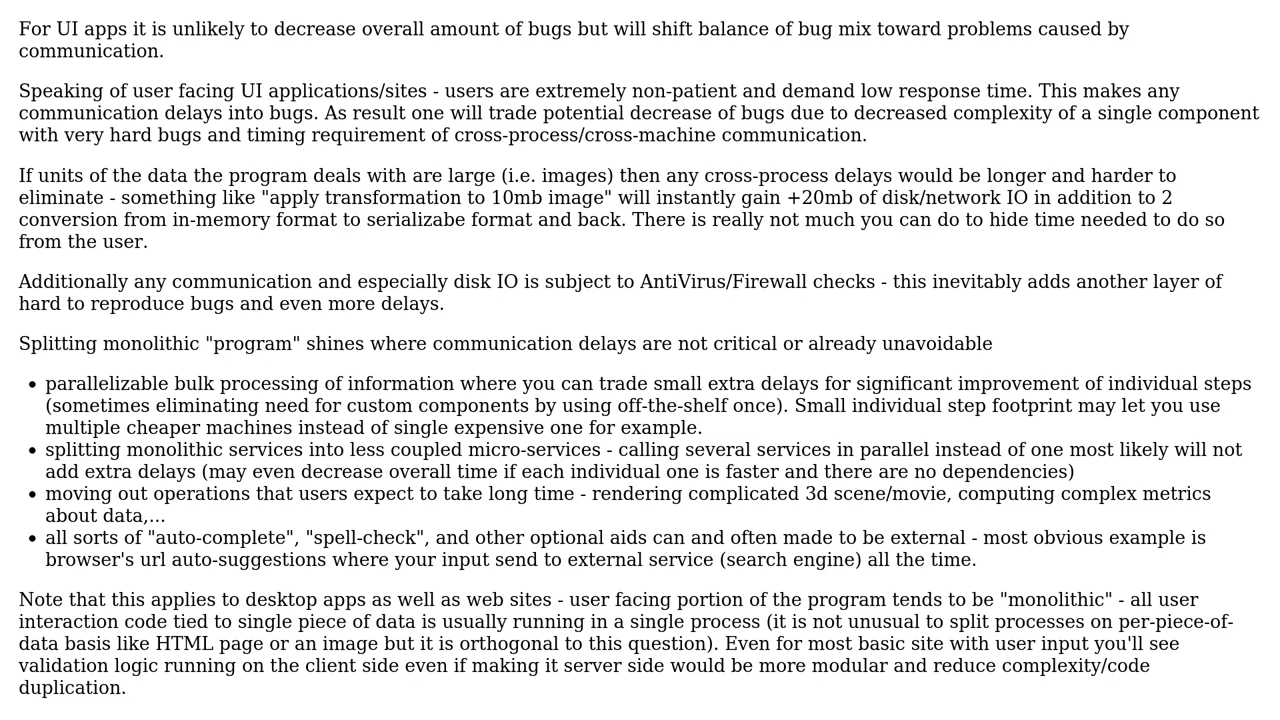 For UI apps it is unlikely to decrease overall amount of bugs but will shift balance of bug mix toward problems caused by
communication.
Speaking of user facing UI applications/sites - users are extremely non-patient and demand low response time. This makes any
communication delays into bugs. As result one will trade potential decrease of bugs due to decreased complexity of a single component
with very hard bugs and timing requirement of cross-process/cross-machine communication.
If units of the data the program deals with are large (i.e. images) then any cross-process delays would be longer and harder to
eliminate - something like "apply transformation to 10mb image" will instantly gain +20mb of disk/network IO in addition to 2
conversion from in-memory format to serializabe format and back. There is really not much you can do to hide time needed to do so
from the user.
Additionally any communication and especially disk IO is subject to AntiVirus/Firewall checks - this inevitably adds another layer of
hard to reproduce bugs and even more delays.
Splitting monolithic "program" shines where communication delays are not critical or already unavoidable
• parallelizable bulk processing of information where you can trade small extra delays for significant improvement of individual steps
(sometimes eliminating need for custom components by using off-the-shelf once). Small individual step footprint may let you use
multiple cheaper machines instead of single expensive one for example.
• splitting monolithic services into less coupled micro-services - calling several services in parallel instead of one most likely will not
add extra delays (may even decrease overall time if each individual one is faster and there are no dependencies)
• moving out operations that users expect to take long time - rendering complicated 3d scene/movie, computing complex metrics
about data,...
• all sorts of "auto-complete", "spell-check", and other optional aids can and often made to be external - most obvious example is
browser's url auto-suggestions where your input send to external service (search engine) all the time.
Note that this applies to desktop apps as well as web sites - user facing portion of the program tends to be "monolithic" - all user
interaction code tied to single piece of data is usually running in a single process (it is not unusual to split processes on per-piece-of-
data basis like HTML page or an image but it is orthogonal to this question). Even for most basic site with user input you'll see
validation logic running on the client side even if making it server side would be more modular and reduce complexity/code
duplication.